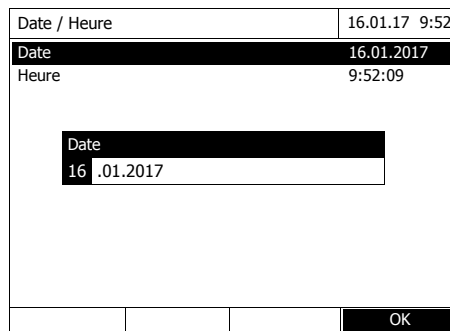 Date / Heure 16.01.17 9:52
Date 16.01.2017
Heure 9:52:09
Date
16 .01.2017
OK